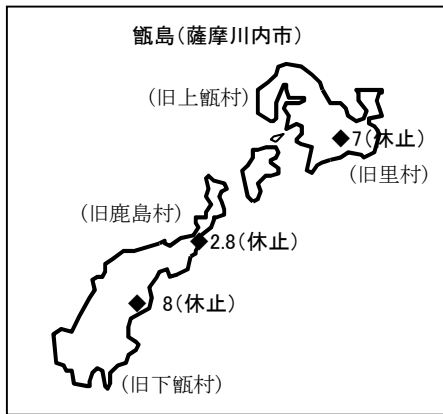 甑島(薩摩川内市)
(旧上甑村)
◆7(休止)
(旧里村)
(旧鹿島村)
◆2.8(休止)
◆ 8(休止)
(旧下甑村)